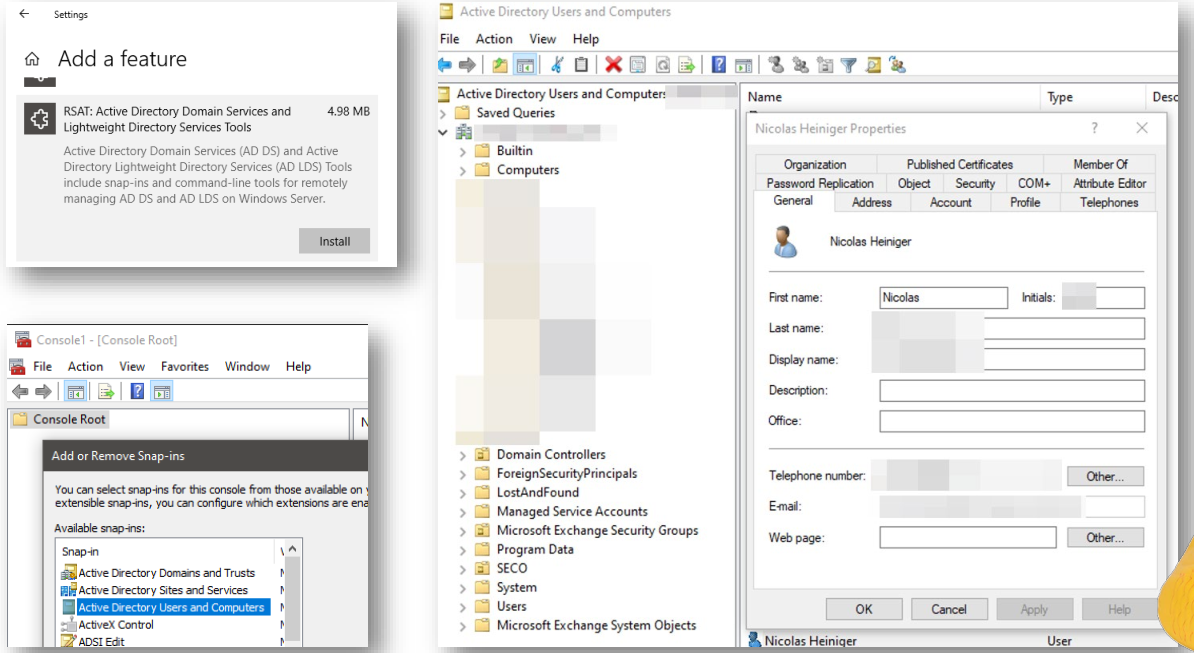 Settings
Add a feature
RSAT: Active Directory Domain Services and 4.98 MB
Lightweight Directory Services Tools
Active Directory Domain Services (AD DS) and Active
Directory Lightweight Directory Services (AD LDS) Tools
include snap-ins and command-line tools for remotely
managing AD DS and AD LDS on Windows Server.
Install
Console1 - [Console Root]
File Action View Favorites Window Help
Console Root
Add or Remove Snap-ins
You can select snap-ins for this console from those available on
extensible snap-ins, you can configure which extensions are ena
Available snap-ins:
Snap-in
Active Directory Domains and Trusts
Active Directory Sites and Services
Active Directory Users and Computers
ActiveX Control
ADSI Edit
Active Directory Users and Computers
File Action View Help
Active Directory Users and Computers
Saved Queries
Builtin
Computers
Domain Controllers
ForeignSecurityPrincipals
LostAndFound
Managed Service Accounts
Microsoft Exchange Security Groups
Program Data
SECO
System
Users
Microsoft Exchange System Objects
Name Type Desc
Nicolas Heiniger Properties ?
Organization Published Certificates Member Of
Password Replication Object Security COM+ Attribute Editor
General Address Account Profile Telephones
Nicolas Heiniger
First name: Nicolas Initials:
Last name:
Display name:
Description:
Office:
Telephone number: Other...
E-mail:
Web page: Other...
OK Cancel Apply Help
Nicolas Heiniger User